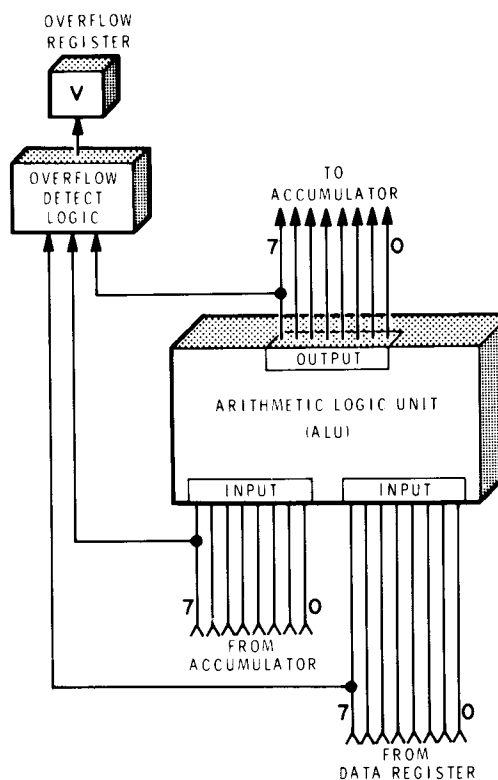 OVERFLOW
REGISTER
V
OVERFLOW
DETECT
LOGIC
TO
ACCUMULATOR
7 0
OUTPUT
ARITHMETIC LOGIC UNIT
(ALU)
INPUT INPUT
7 0
FROM
ACCUMULATOR
7 0
FROM
DATA REGISTER